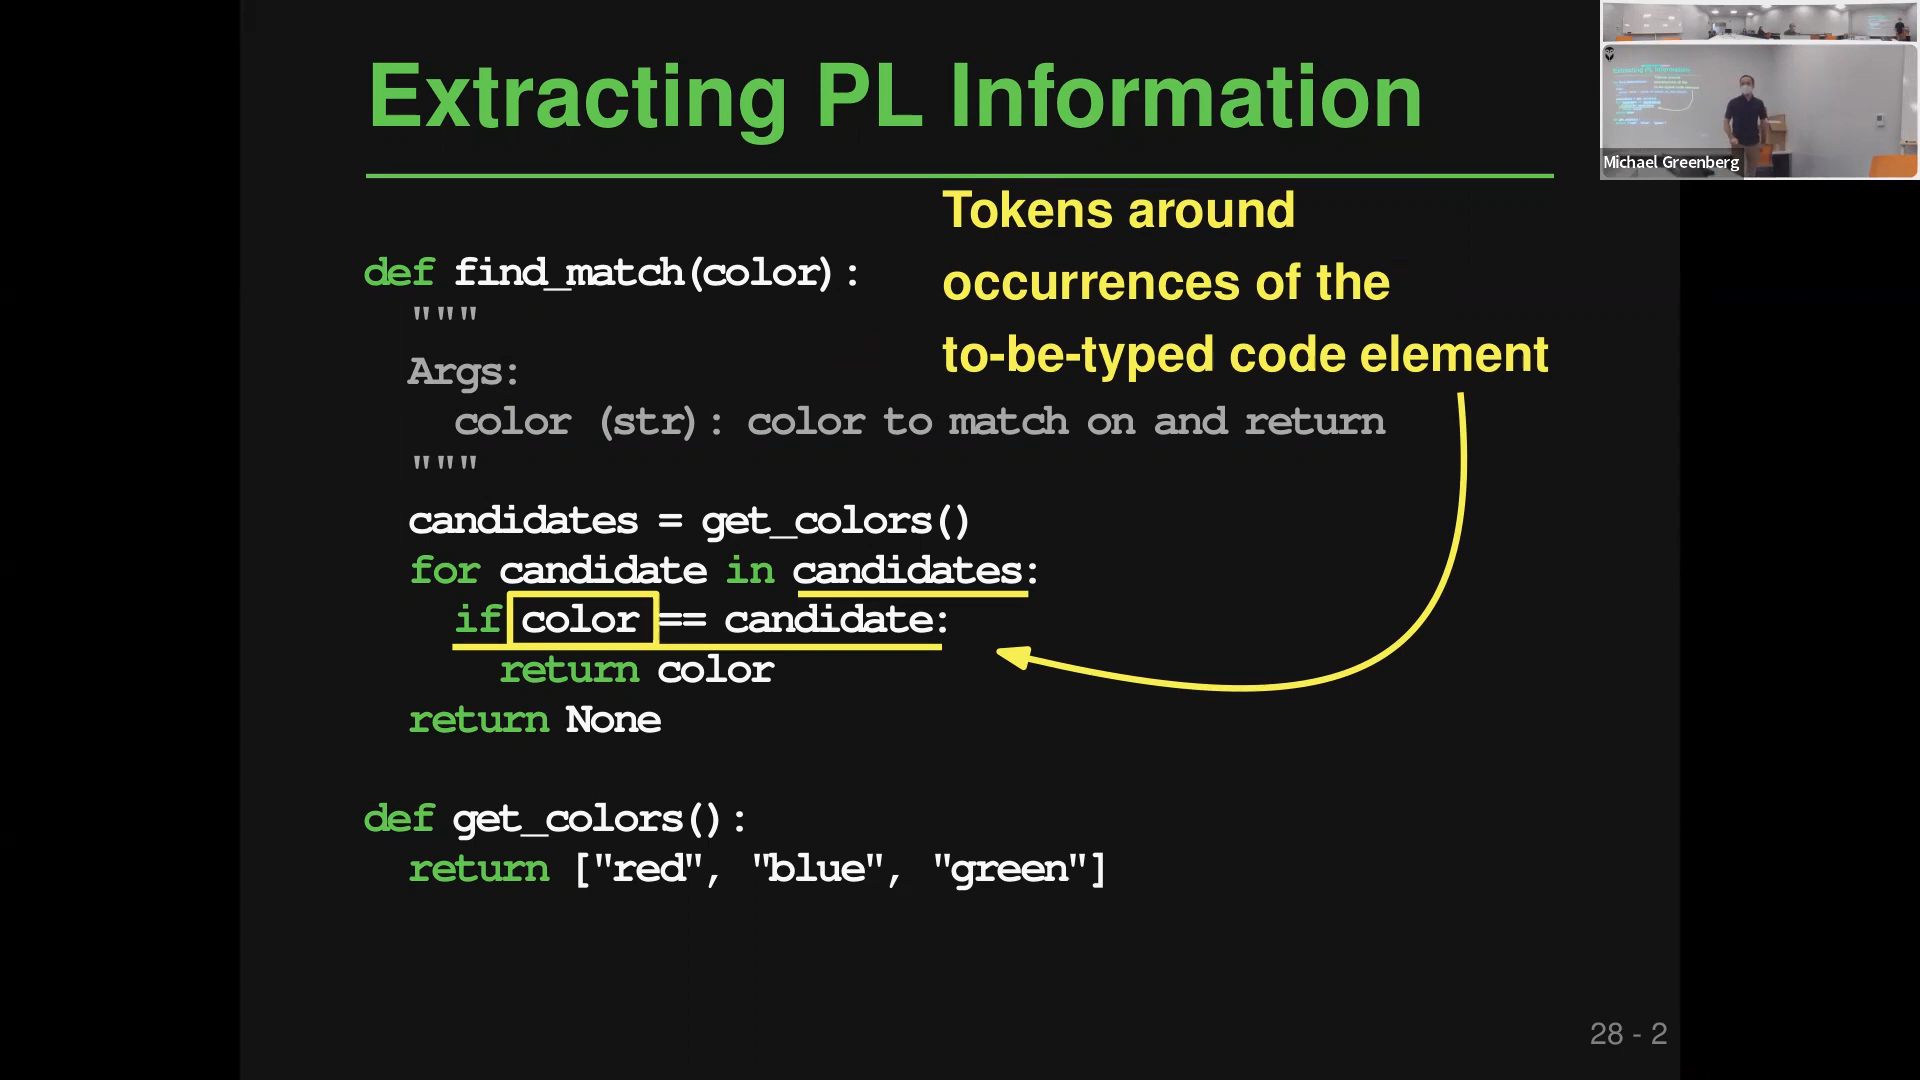 Extracting PL Information
Michael Greenberg
Tokens around
occurrences of the
to-be-typed code element
def find_match(color):
"""
Args:
color (str): color to match on and return
"""
candidates = get_colors()
for candidate in candidates:
if color == candidate:
return color
return None
def get_colors():
return ["red", "blue", "green"]
28 - 2